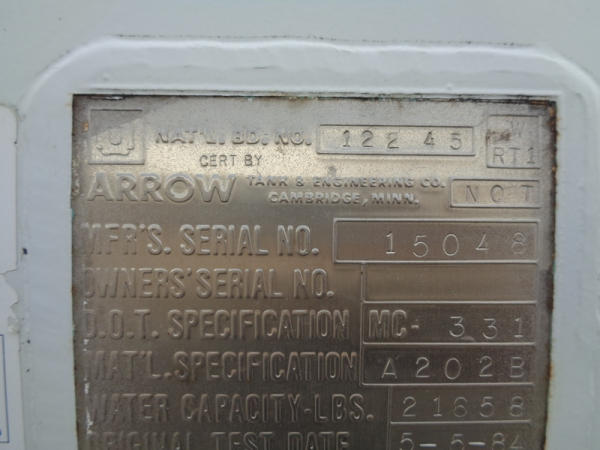 U NAT'L. BD. NO. 12245 W
RT1
CERT BY
ARROW TANK & ENGINEERING CO. NQT
CAMBRIDGE, MINN.
MFR'S. SERIAL NO. 15048
OWNERS' SERIAL NO.
D.O.T. SPECIFICATION MC- 331
MAT'L. SPECIFICATION A202B
WATER CAPACITY-LBS. 21658
ORIGINAL TEST DATE 5-5-84